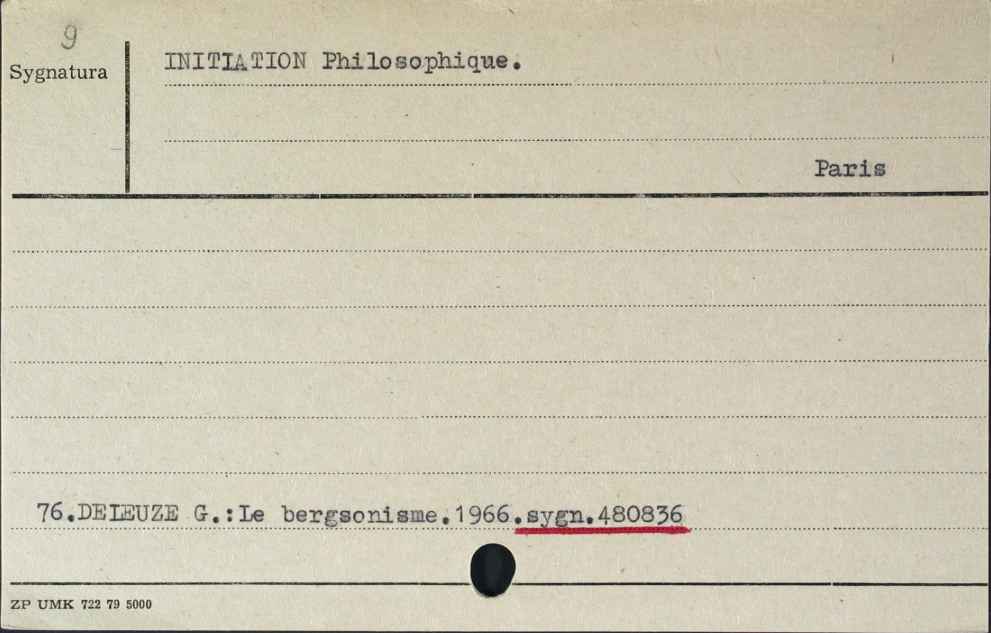 9
Sygnatura
INITIATION Philosophique.
Paris
76.DELEUZE G.:Le bergsonisme.1966.sygn.480836
ZP UMK 722 79 5000